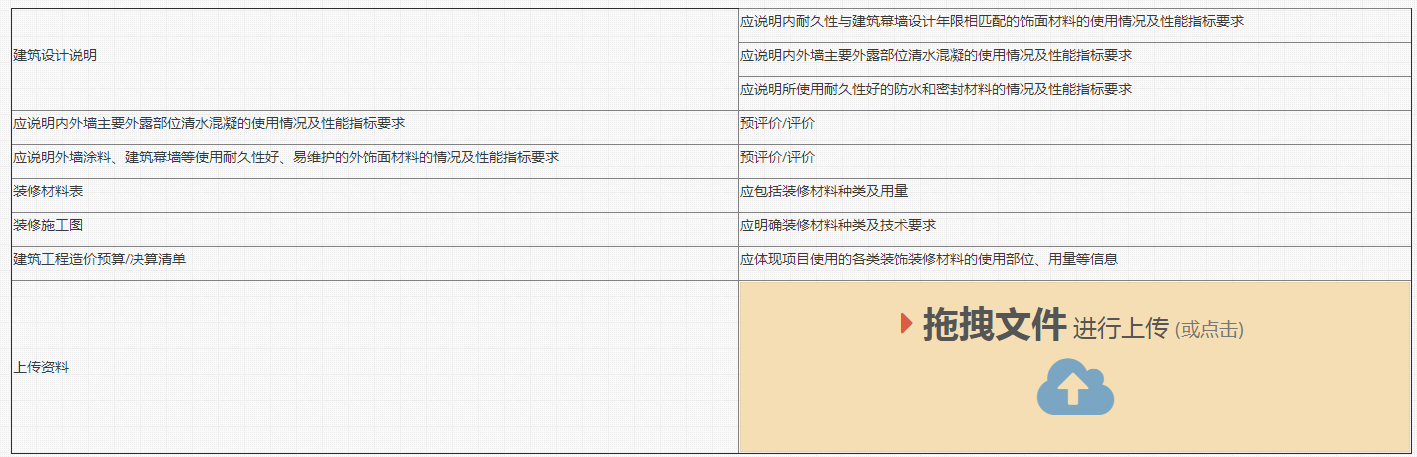 建筑设计说明
应说明内耐久性与建筑幕墙设计年限相匹配的饰面材料的使用情况及性能指标要求
应说明内外墙主要外露部位清水混凝的使用情况及性能指标要求
应说明所使用耐久性好的防水和密封材料的情况及性能指标要求
应说明内外墙主要外露部位清水混凝的使用情况及性能指标要求
预评价/评价
应说明外墙涂料、建筑幕墙等使用耐久性好、易维护的外饰面材料的情况及性能指标要求
预评价/评价
装修材料表
应包括装修材料种类及用量
装修施工图
应明确装修材料种类及技术要求
建筑工程造价预算/决算清单
应体现项目使用的各类装饰装修材料的使用部位、用量等信息
上传资料
拖拽文件 进行上传 (或点击)